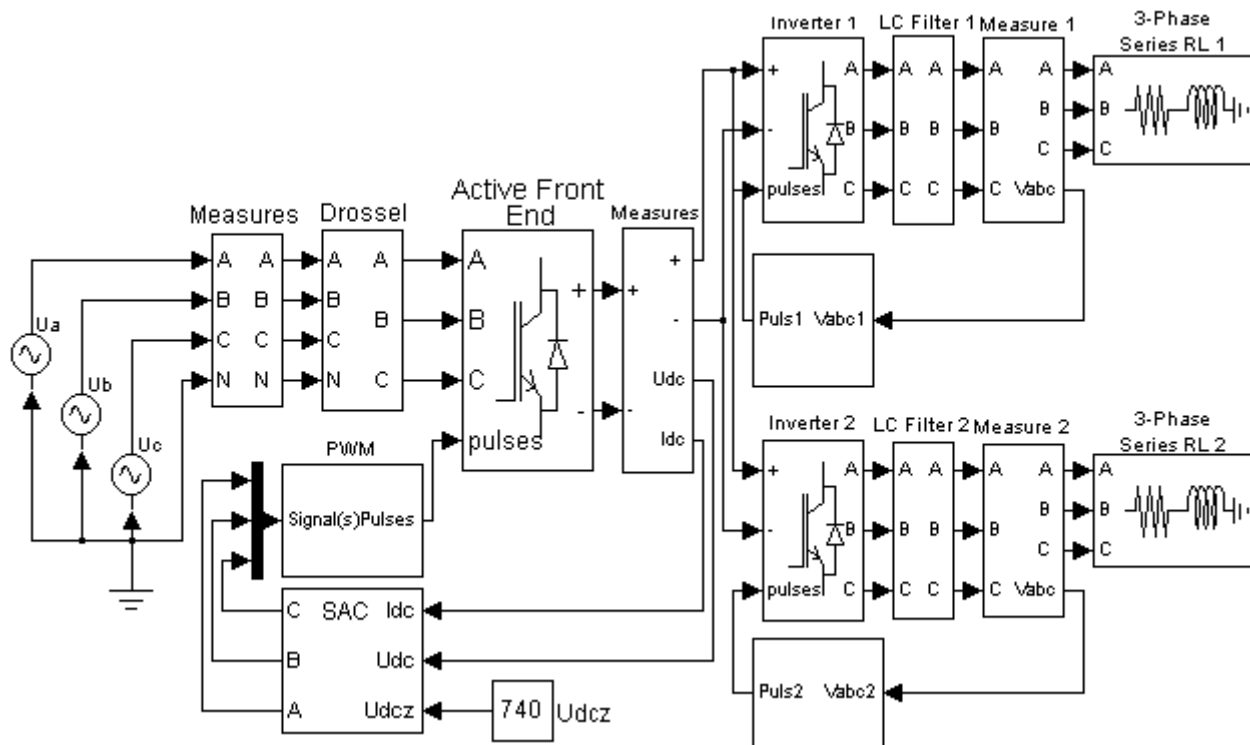 Inverter 1
LC Filter 1
Measure 1
3-Phase
Series RL 1
+
-
pulses
A
B
C
A A
B B
C C
A A
B B
C C
Vabc
A
B
C
Puls1 Vabc1
Measures
Drossel
Active Front
End
Measures
Ua
Ub
Uc
A A
B B
C C
N N
A A
B B
C C
N
A
B
C
pulses
+
-
+ +
- -
Udc
Idc
PWM
Signal(s)Pulses
SAC
C Idc
B Udc
A Udcz
740
Udcz
Inverter 2
LC Filter 2
Measure 2
3-Phase
Series RL 2
+
-
pulses
A
B
C
A A
B B
C C
A A
B B
C C
Vabc
A
B
C
Puls2 Vabc2